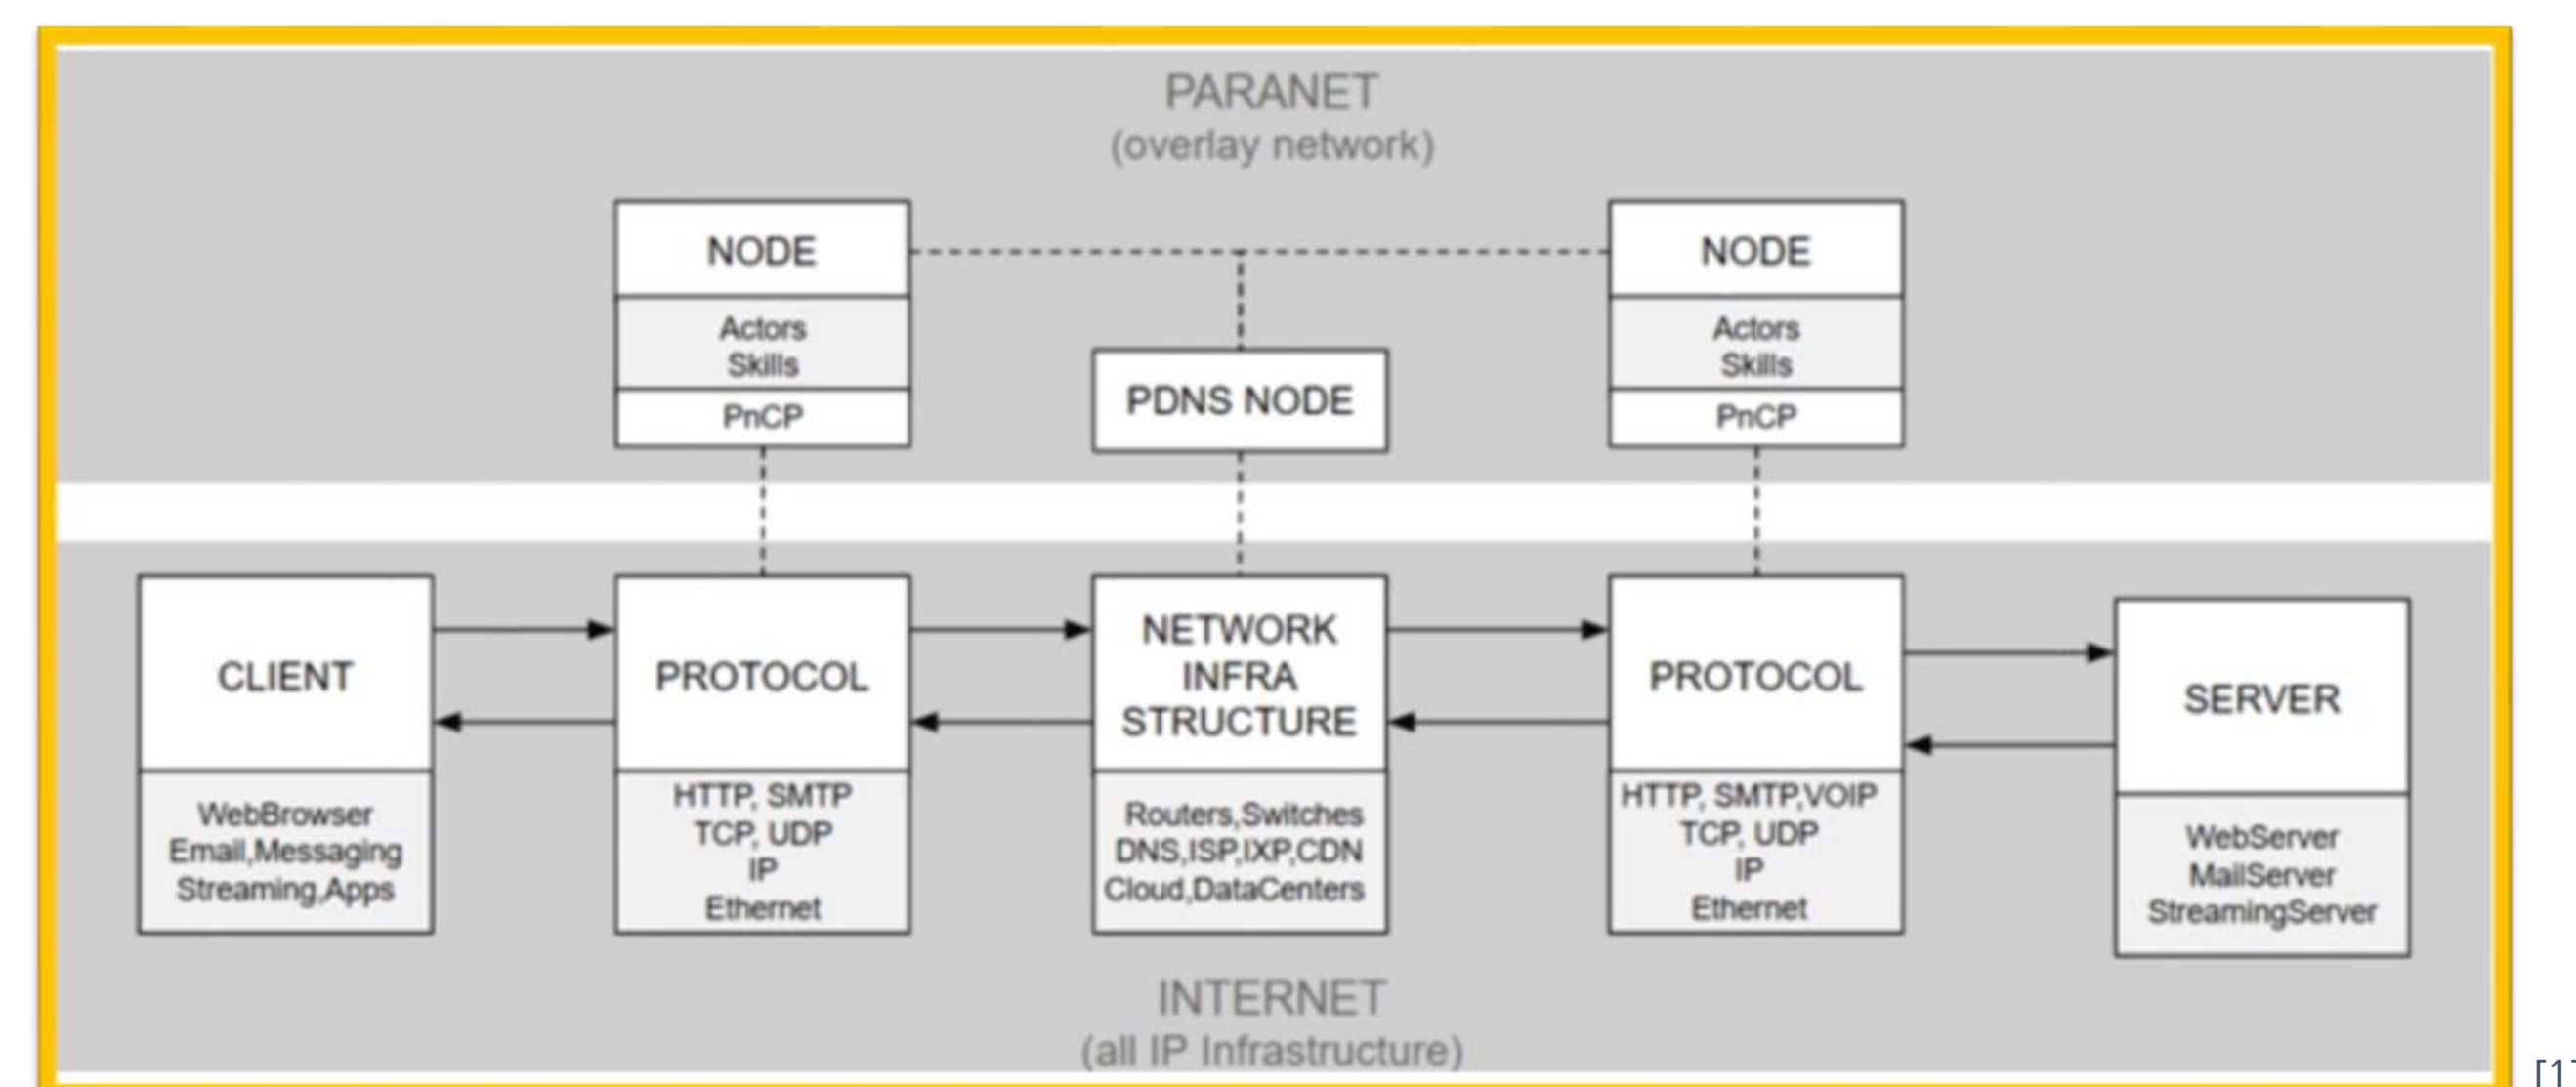 PARANET
(overlay network)
NODE
Actors
Skills
PnCP
PDNS NODE
NODE
Actors
Skills
PnCP
CLIENT
WebBrowser
Email,Messaging
Streaming,Apps
PROTOCOL
HTTP, SMTP
TCP, UDP
IP
Ethernet
NETWORK
INFRA
STRUCTURE
Routers,Switches
DNS,ISP,IXP,CDN
Cloud,DataCenters
PROTOCOL
HTTP, SMTP,VOIP
TCP, UDP
IP
Ethernet
SERVER
WebServer
MailServer
StreamingServer
INTERNET
(all IP Infrastructure)